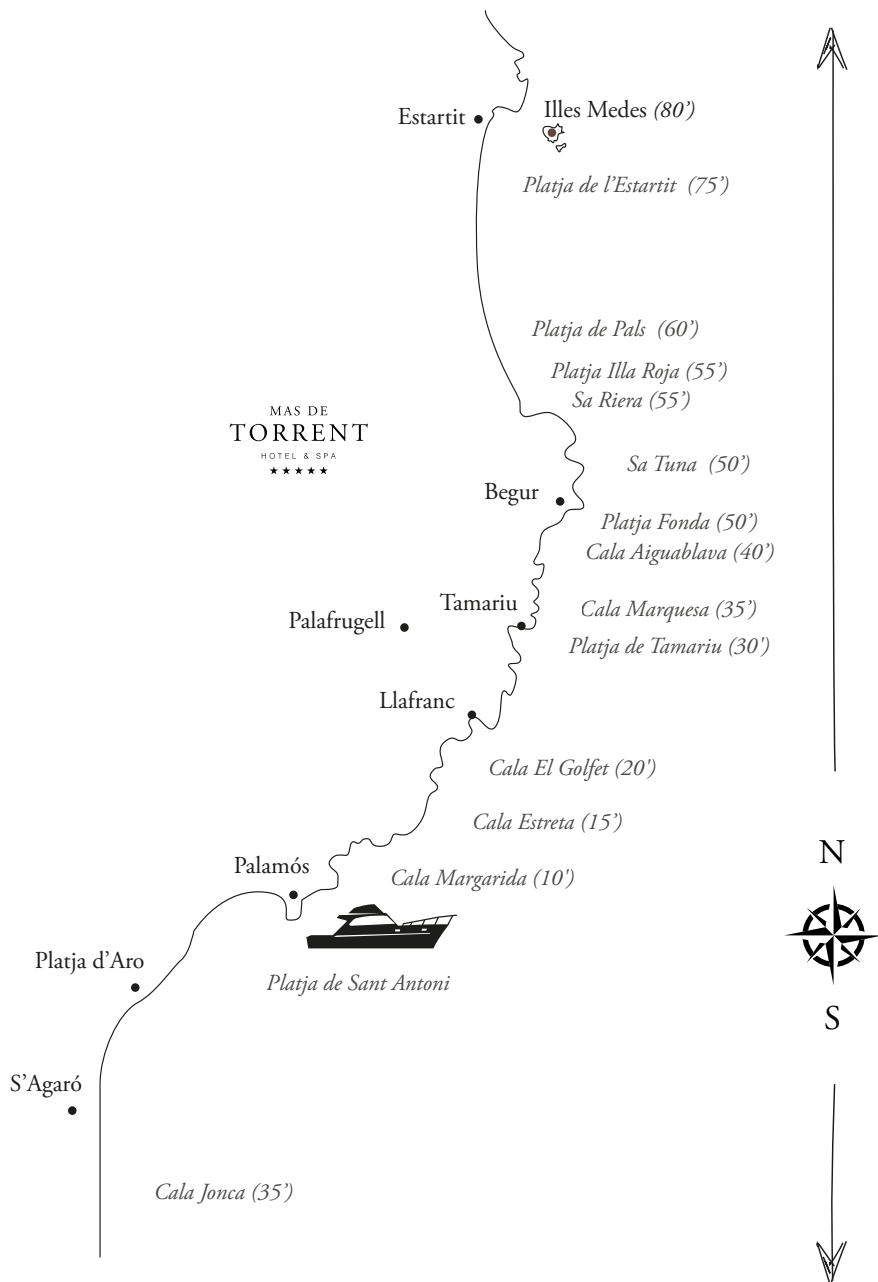 Estartit
Illes Medes (80’)
Platja de l’Estartit (75’)
Platja de Pals (60’)
Platja Illa Roja (55’)
Sa Riera (55’)
MAS DE
TORRENT
HOTEL & SPA
Sa Tuna (50’)
Begur
Platja Fonda (50’)
Cala Aiguablava (40’)
Tamariu
Cala Marquesa (35’)
Palafrugell
Platja de Tamariu (30')
Llafranc
Cala El Golfet (20')
Cala Estreta (15’)
N
Palamós
Cala Margarida (10')
Platja d’Aro
Platja de Sant Antoni
S
S’Agaró
Cala Jonca (35’)